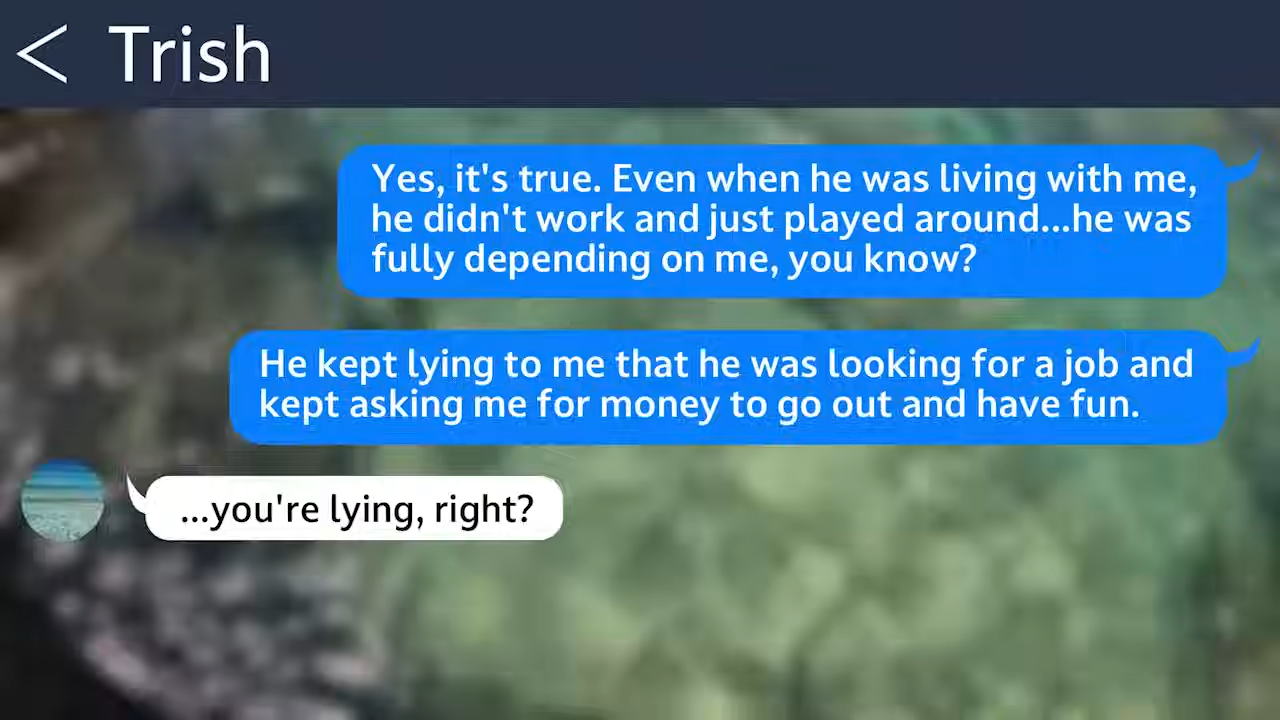 < Trish
Yes, it's true. Even when he was living with me,
he didn't work and just played around...he was
fully depending on me, you know?
He kept lying to me that he was looking for a job and
kept asking me for money to go out and have fun.
...you're lying, right?